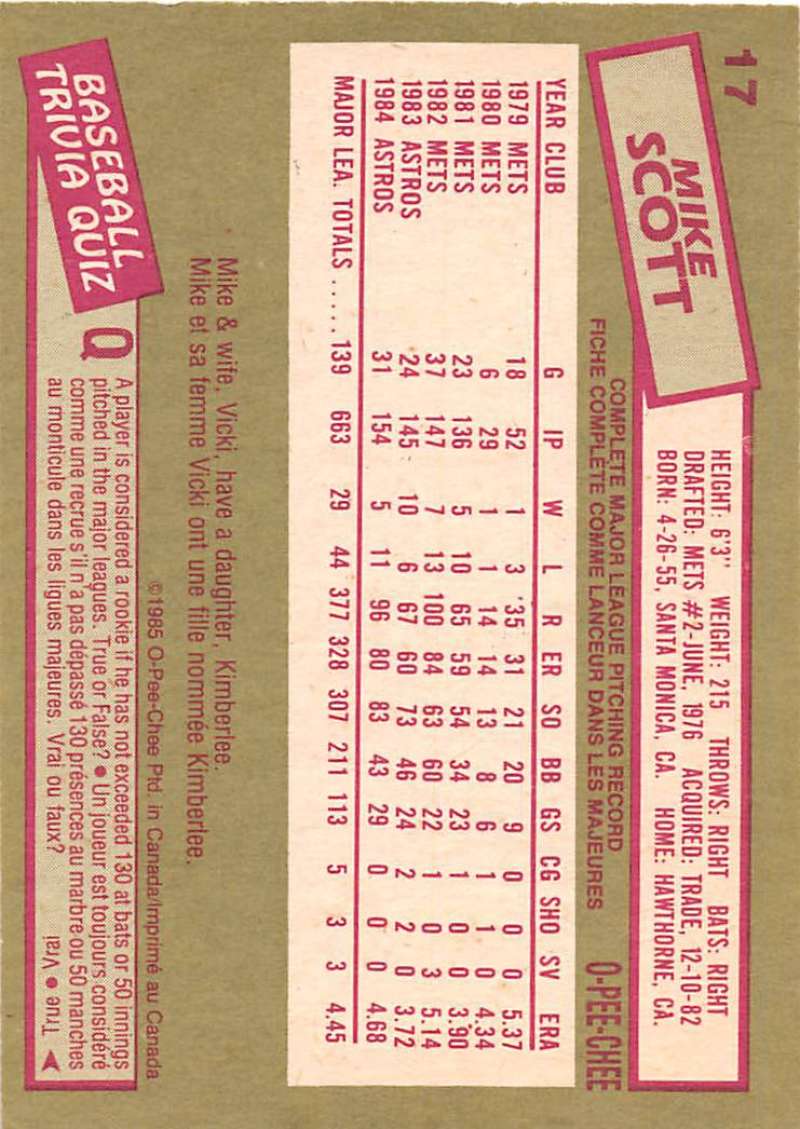 17
MIKE
SCOTT
HEIGHT: 6'3" WEIGHT: 215 THROWS: RIGHT BATS: RIGHT
DRAFTED: METS #2-JUNE, 1976 ACQUIRED: TRADE, 12-10-82
BORN: 4-26-55, SANTA MONICA, CA. HOME: HAWTHORNE, CA.
COMPLETE MAJOR LEAGUE PITCHING RECORD
FICHE COMPLÈTE COMME LANCEUR DANS LES MAJEURES
O-PEE-CHEE
YEAR CLUB G IP W L R ER SO BB GS CG SHO SV ERA
1979 METS 18 52 1 3 35 31 21 20 9 0 0 0 5.37
1980 METS 6 29 1 1 14 14 13 8 6 1 1 0 4.34
1981 METS 23 136 5 10 65 59 54 34 23 1 0 0 3.90
1982 METS 37 147 7 13 100 84 63 60 22 1 0 3 5.14
1983 ASTROS 24 145 10 6 67 60 73 46 24 2 2 0 3.72
1984 ASTROS 31 154 5 11 96 80 83 43 29 0 0 0 4.68
MAJOR LEA. TOTALS ..... 139 663 29 44 377 328 307 211 113 5 3 3 4.45
Mike & wife, Vicki, have a daughter, Kimberlee.
Mike et sa femme Vicki ont une fille nommée Kimberlee.
©1985 O-Pee-Chee Ptd. in Canada/Imprimé au Canada
BASEBALL
TRIVIA QUIZ
Q
A player is considered a rookie if he has not exceeded 130 at bats or 50 innings
pitched in the major leagues. True or False? • Un joueur est toujours considéré
comme une recrue s'il n'a pas dépassé 130 présences au marbre ou 50 manches
au monticule dans les ligues majeures. Vrai ou faux?
True • Vrai